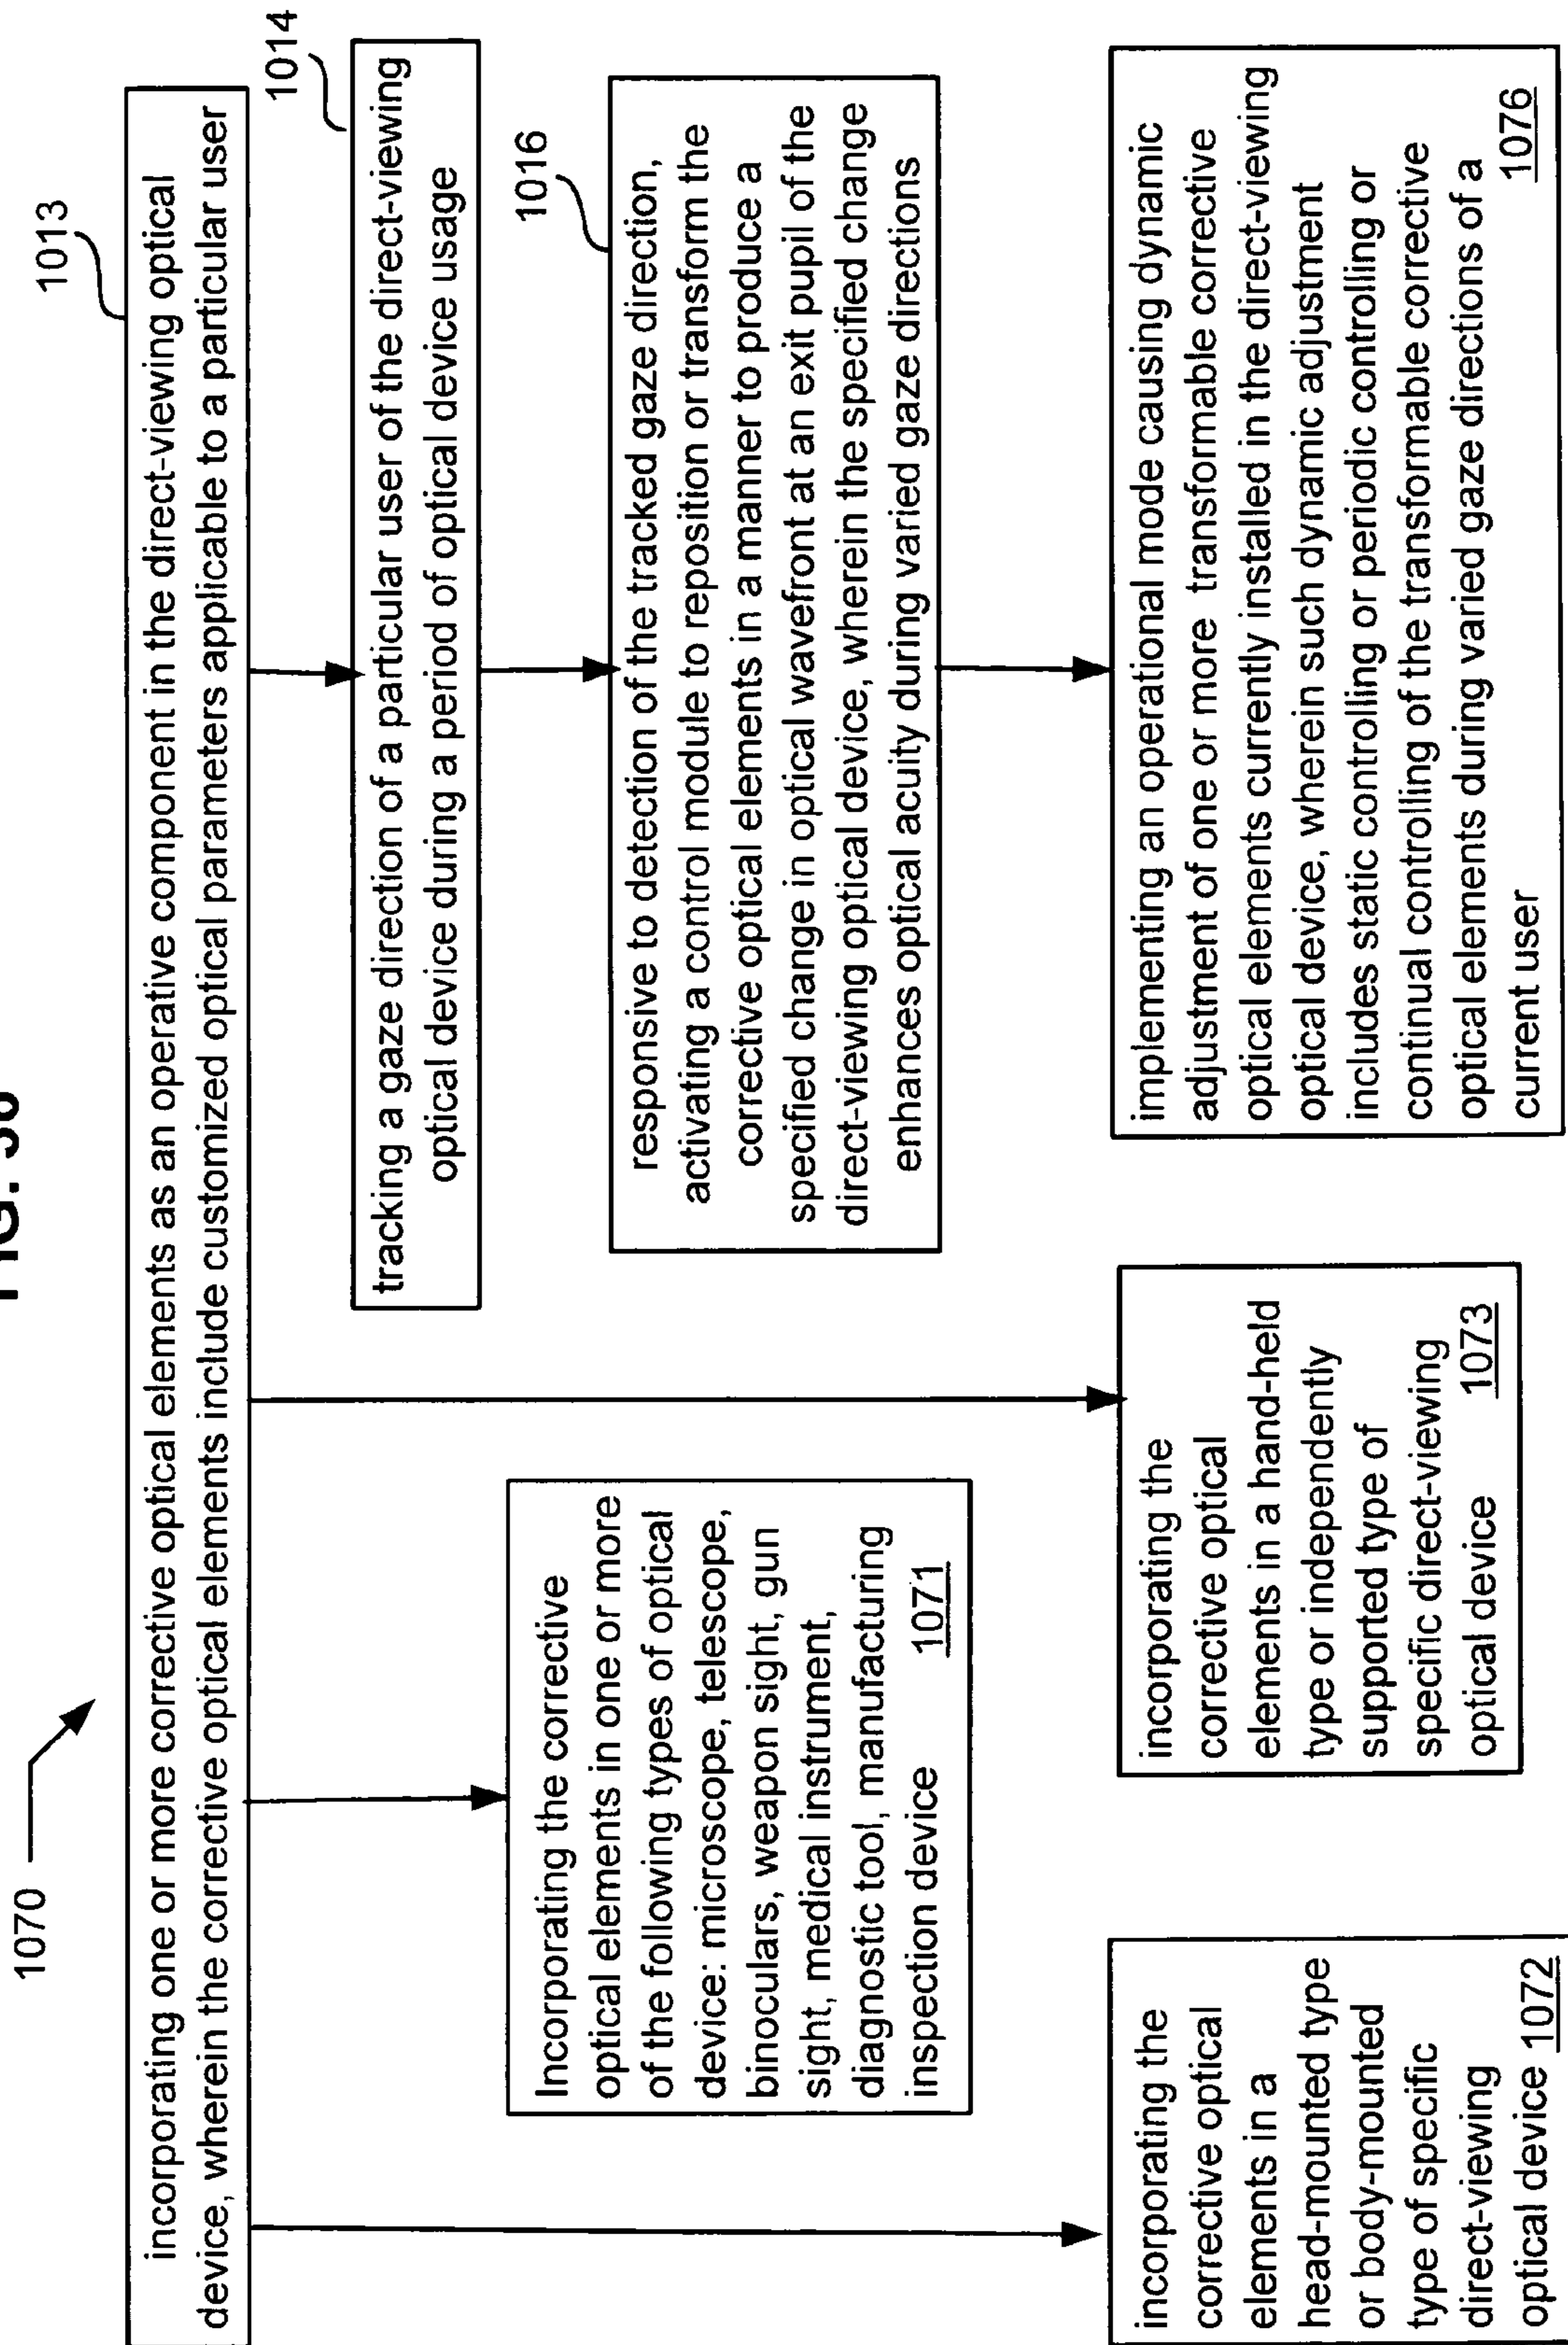 FIG.
1070
1013
incorporating one or more corrective optical elements as an operative component in the direct-viewing optical
device, wherein the corrective optical elements include customized optical parameters applicable to a particular user
1014
tracking a gaze direction of a particular user of the direct-viewing
optical device during a period of optical device usage
1016
responsive to detection of the tracked gaze direction,
activating a control module to reposition or transform the
corrective optical elements in a manner to produce a
specified change in optical wavefront at an exit pupil of the
direct-viewing optical device, wherein the specified change
enhances optical acuity during varied gaze directions
Incorporating the corrective
optical elements in one or more
of the following types of optical
device: microscope, telescope,
binoculars, weapon sight, gun
sight, medical instrument,
diagnostic tool, manufacturing
inspection device 1071
incorporating the
corrective optical
elements in a
head-mounted type
or body-mounted
type of specific
direct-viewing
optical device 1072
incorporating the
corrective optical
elements in a hand-held
type or independently
supported type of
specific direct-viewing
optical device 1073
implementing an operational mode causing dynamic
adjustment of one or more transformable corrective
optical elements currently installed in the direct-viewing
optical device, wherein such dynamic adjustment
includes static controlling or periodic controlling or
continual controlling of the transformable corrective
optical elements during varied gaze directions of a
current user 1076